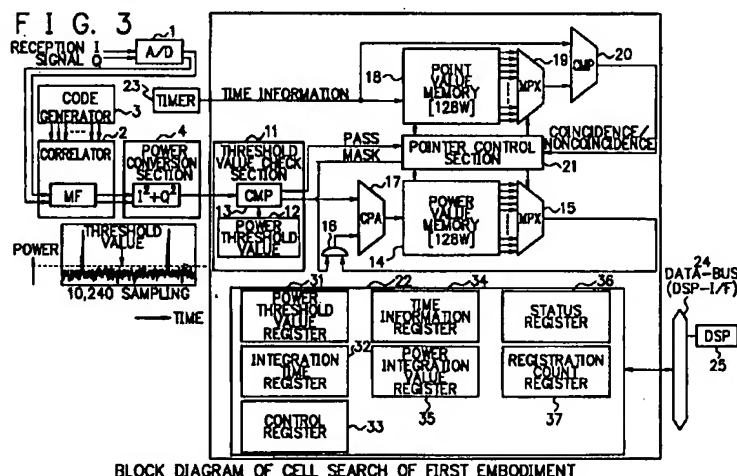 FIG. 3
RECEPTION I
SIGNAL Q
A/D
1
CODE
GENERATOR
3
2
CORRELATOR
MF
23
TIMER
TIME INFORMATION
4
POWER
CONVERSION
SECTION
I²+Q²
11
THRESHOLD
VALUE CHECK
SECTION
CMP
13
12
POWER THRESHOLD
VALUE
PASS
MASK
18
POINT
VALUE
MEMORY
[128W]
MPX
19
CMP
20
COINCIDENCE/
NONCOINCIDENCE
POINTER CONTROL
SECTION
21
CPA
17
16
POWER
VALUE
MEMORY
[128W]
14
MPX
15
POWER
THRESHOLD
VALUE
10,240 SAMPLING
TIME
31
22
34
36
POWER
THRESHOLD
VALUE REGISTER
TIME
INFORMATION
REGISTER
STATUS
REGISTER
INTEGRATION
TIME
REGISTER
32
POWER
INTEGRATION
VALUE
REGISTER
35
REGISTRATION
COUNT
REGISTER
37
CONTROL
REGISTER
33
24
DATA-BUS
(DSP-I/F)
DSP
25
BLOCK DIAGRAM OF CELL SEARCH OF FIRST EMBODIMENT